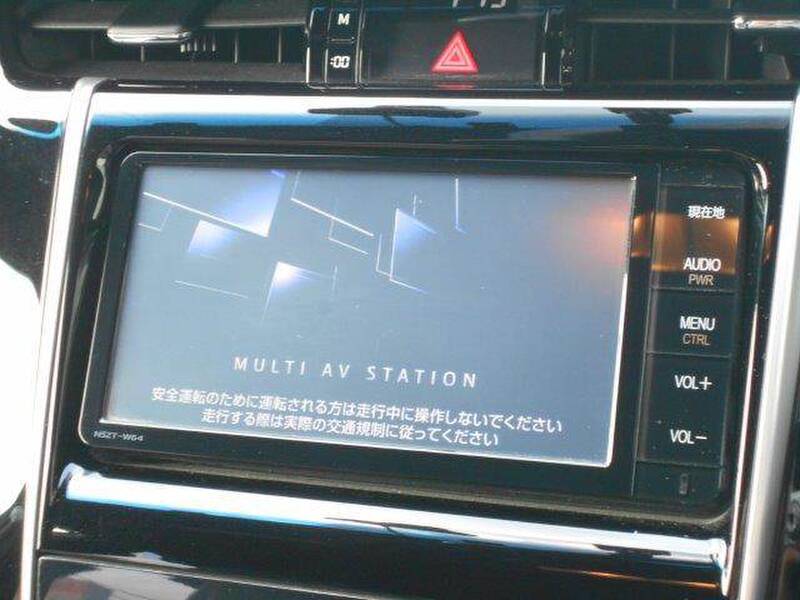 M
:00
現在地
AUDIO
PWR
MENU
CTRL
VOL+
VOL-
MULTI AV STATION
安全運転のために運転される方は走行中に操作しないでください
走行する際は実際の交通規制に従ってください
NSZT-W64